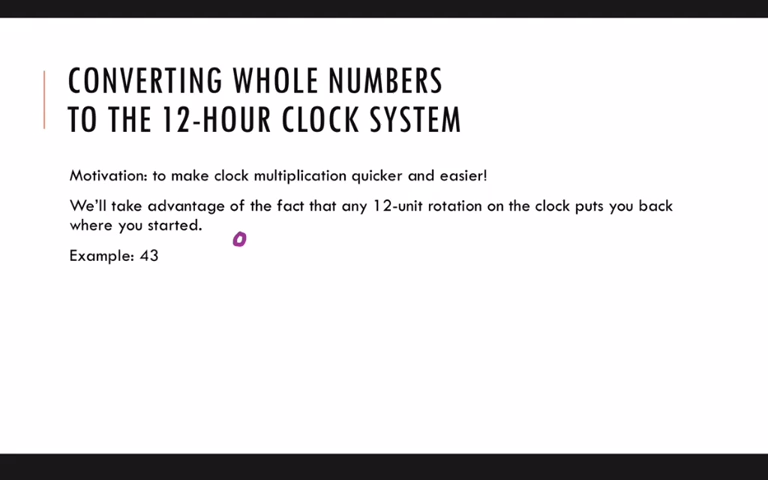 CONVERTING WHOLE NUMBERS
TO THE 12-HOUR CLOCK SYSTEM
Motivation: to make clock multiplication quicker and easier!
We'll take advantage of the fact that any 12-unit rotation on the clock puts you back
where you started.
0
Example: 43